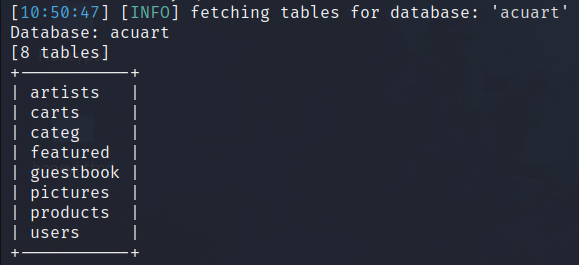 [10:50:47] [INFO] fetching tables for database: 'acuart'
Database: acuart
[8 tables]
+-----------+
| artists   |
| carts     |
| categ     |
| featured  |
| guestbook |
| pictures  |
| products  |
| users     |
+-----------+